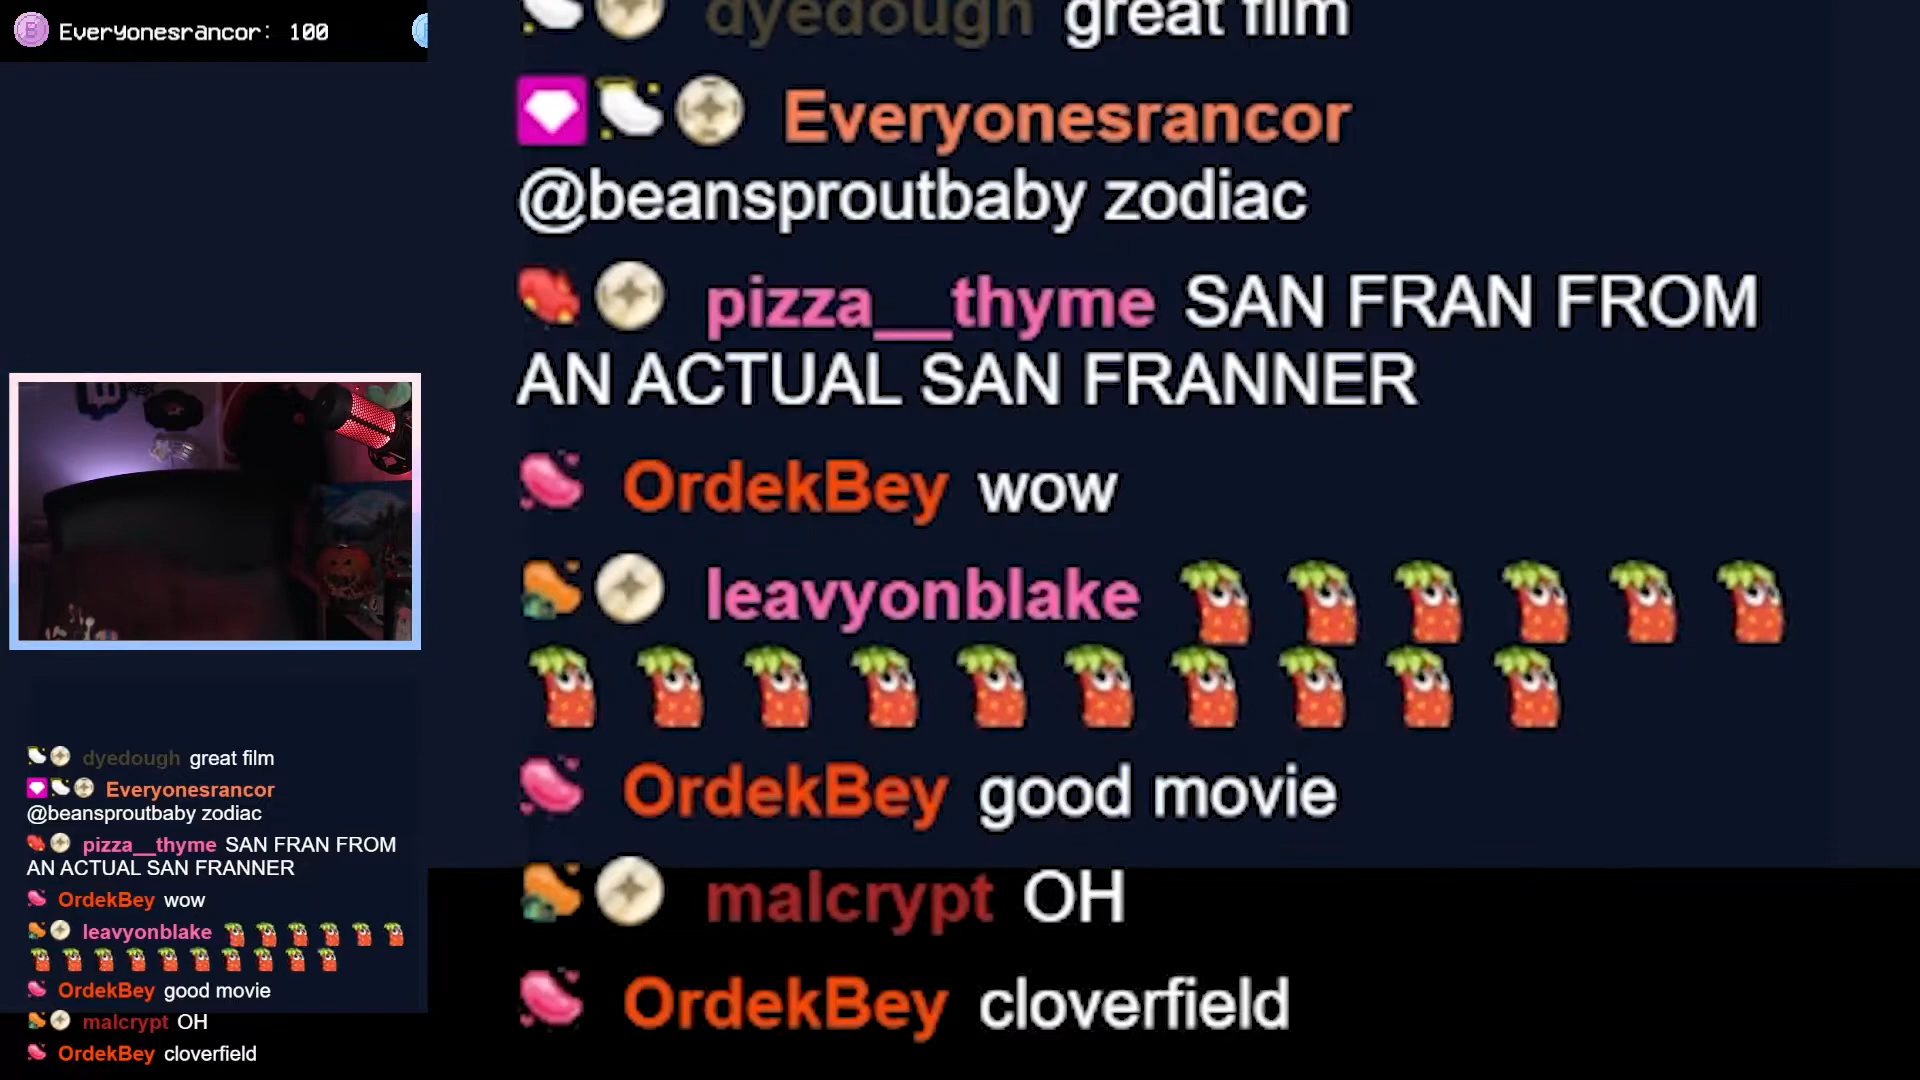 Everyonesrancor: 100
dyedough great film
Everyonesrancor
@beansproutbaby zodiac
pizza__thyme SAN FRAN FROM
AN ACTUAL SAN FRANNER
OrdekBey wow
leavyonblake
OrdekBey good movie
malcrypt OH
OrdekBey cloverfield
dyedough great film
Everyonesrancor
@beansproutbaby zodiac
pizza__thyme SAN FRAN FROM
AN ACTUAL SAN FRANNER
OrdekBey wow
leavyonblake
OrdekBey good movie
malcrypt OH
OrdekBey cloverfield